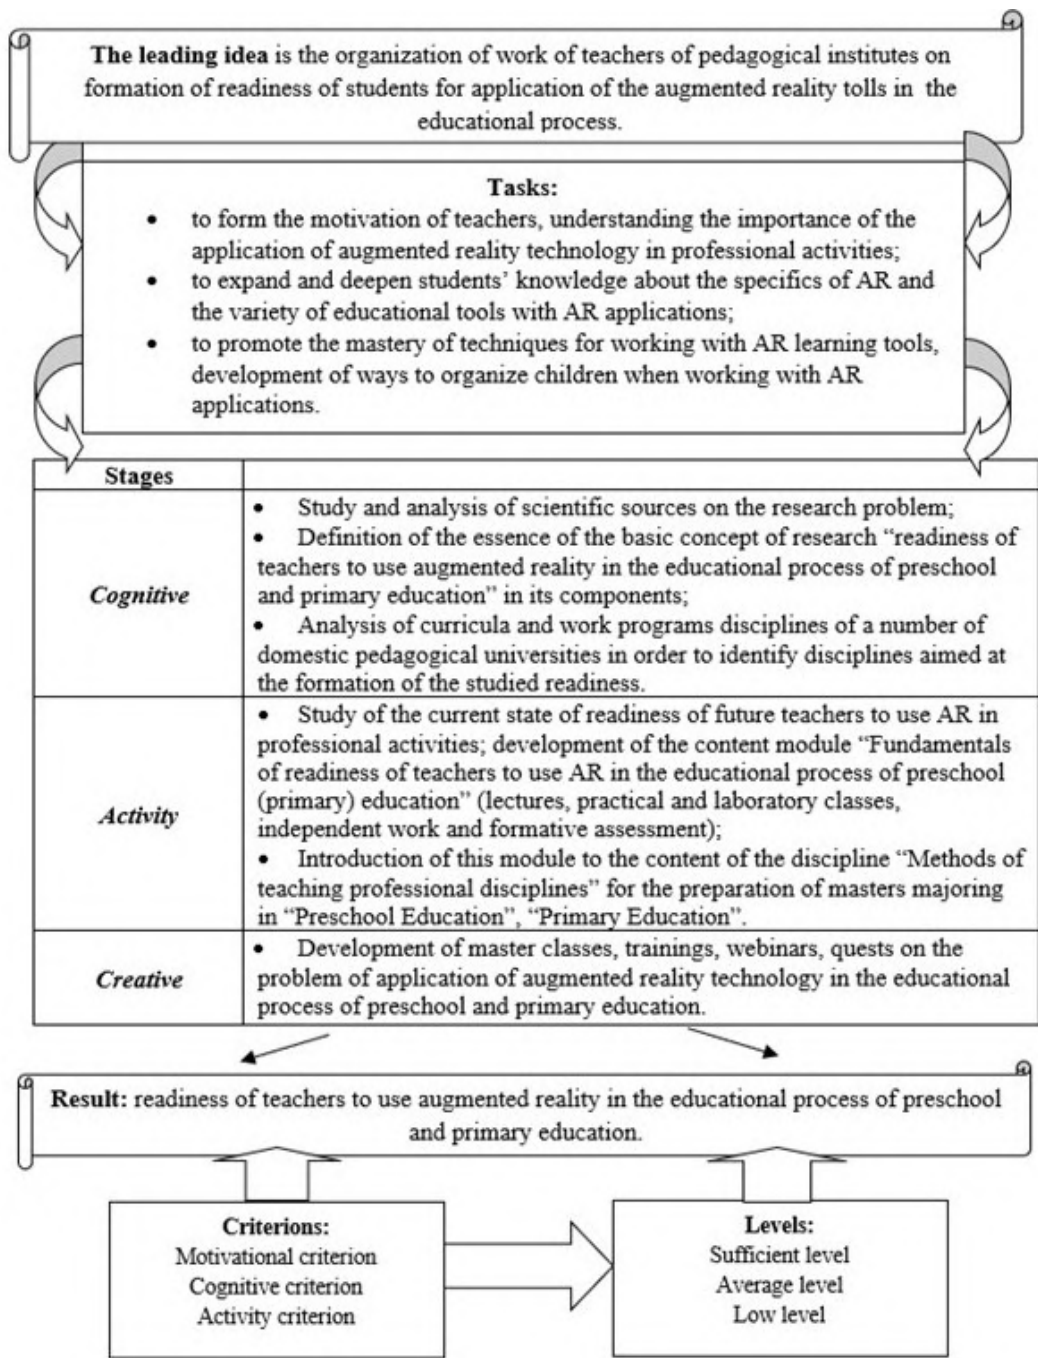 The leading idea is the organization of work of teachers of pedagogical institutes on
formation of readiness of students for application of the augmented reality tolls in the
educational process.
Tasks:
• to form the motivation of teachers, understanding the importance of the
application of augmented reality technology in professional activities;
• to expand and deepen students’ knowledge about the specifics of AR and
the variety of educational tools with AR applications;
• to promote the mastery of techniques for working with AR learning tools,
development of ways to organize children when working with AR
applications.
Stages
Cognitive
• Study and analysis of scientific sources on the research problem;
• Definition of the essence of the basic concept of research “readiness of
teachers to use augmented reality in the educational process of preschool
and primary education” in its components;
• Analysis of curricula and work programs disciplines of a number of
domestic pedagogical universities in order to identify disciplines aimed at
the formation of the studied readiness.
Activity
• Study of the current state of readiness of future teachers to use AR in
professional activities; development of the content module “Fundamentals
of readiness of teachers to use AR in the educational process of preschool
(primary) education” (lectures, practical and laboratory classes,
independent work and formative assessment);
• Introduction of this module to the content of the discipline “Methods of
teaching professional disciplines” for the preparation of masters majoring
in “Preschool Education”, “Primary Education”.
Creative
• Development of master classes, trainings, webinars, quests on the
problem of application of augmented reality technology in the educational
process of preschool and primary education.
Result: readiness of teachers to use augmented reality in the educational process of preschool
and primary education.
Criterions:
Motivational criterion
Cognitive criterion
Activity criterion
Levels:
Sufficient level
Average level
Low level